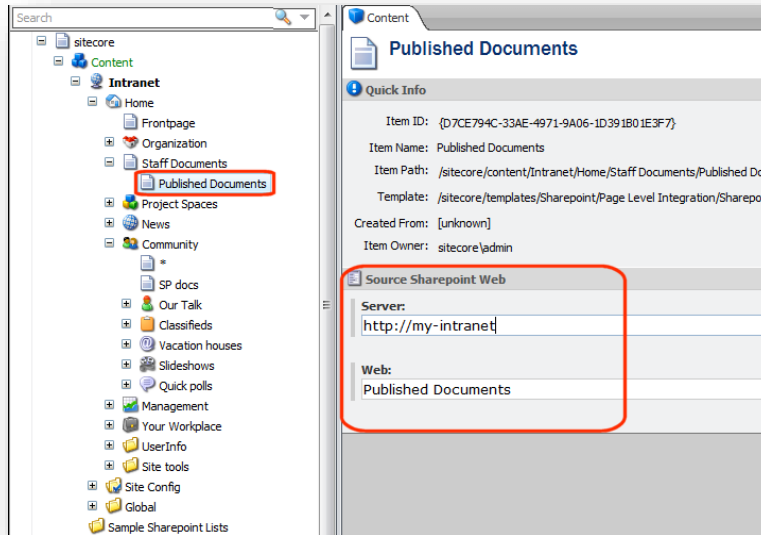 Search
sitecore
Content
Intranet
Home
Frontpage
Organization
Staff Documents
Published Documents
Project Spaces
News
Community
*
SP docs
Our Talk
Classifieds
Vacation houses
Slideshows
Quick polls
Management
Your Workplace
UserInfo
Site tools
Site Config
Global
Sample Sharepoint Lists
Content
Published Documents
Quick Info
Item ID: {D7CE794C-33AE-4971-9A06-1D391B01E3F7}
Item Name: Published Documents
Item Path: /sitecore/content/Intranet/Home/Staff Documents/Published Do
Template: /sitecore/templates/Sharepoint/Page Level Integration/Sharepo
Created From: [unknown]
Item Owner: sitecore\admin
Source Sharepoint Web
Server:
http://my-intranet
Web:
Published Documents